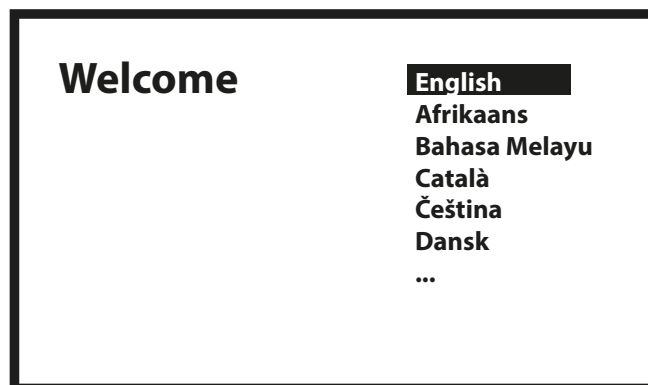 Welcome
English
Afrikaans
Bahasa Melayu
Català
Čeština
Dansk
...